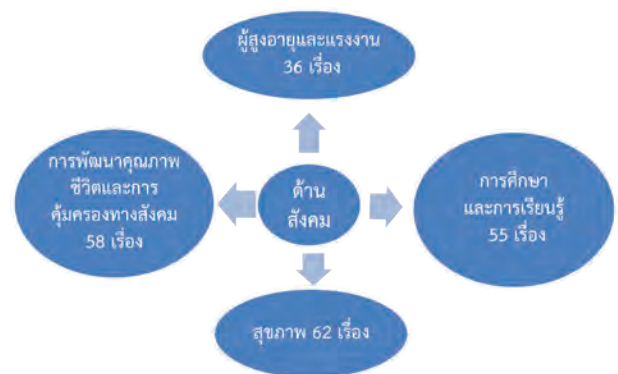 ผู้สูงอายุและแรงงาน
36 เรื่อง
การพัฒนาคุณภาพ
ชีวิตและการ
คุ้มครองทางสังคม
58 เรื่อง
ด้าน
สังคม
การศึกษา
และการเรียนรู้
55 เรื่อง
สุขภาพ 62 เรื่อง